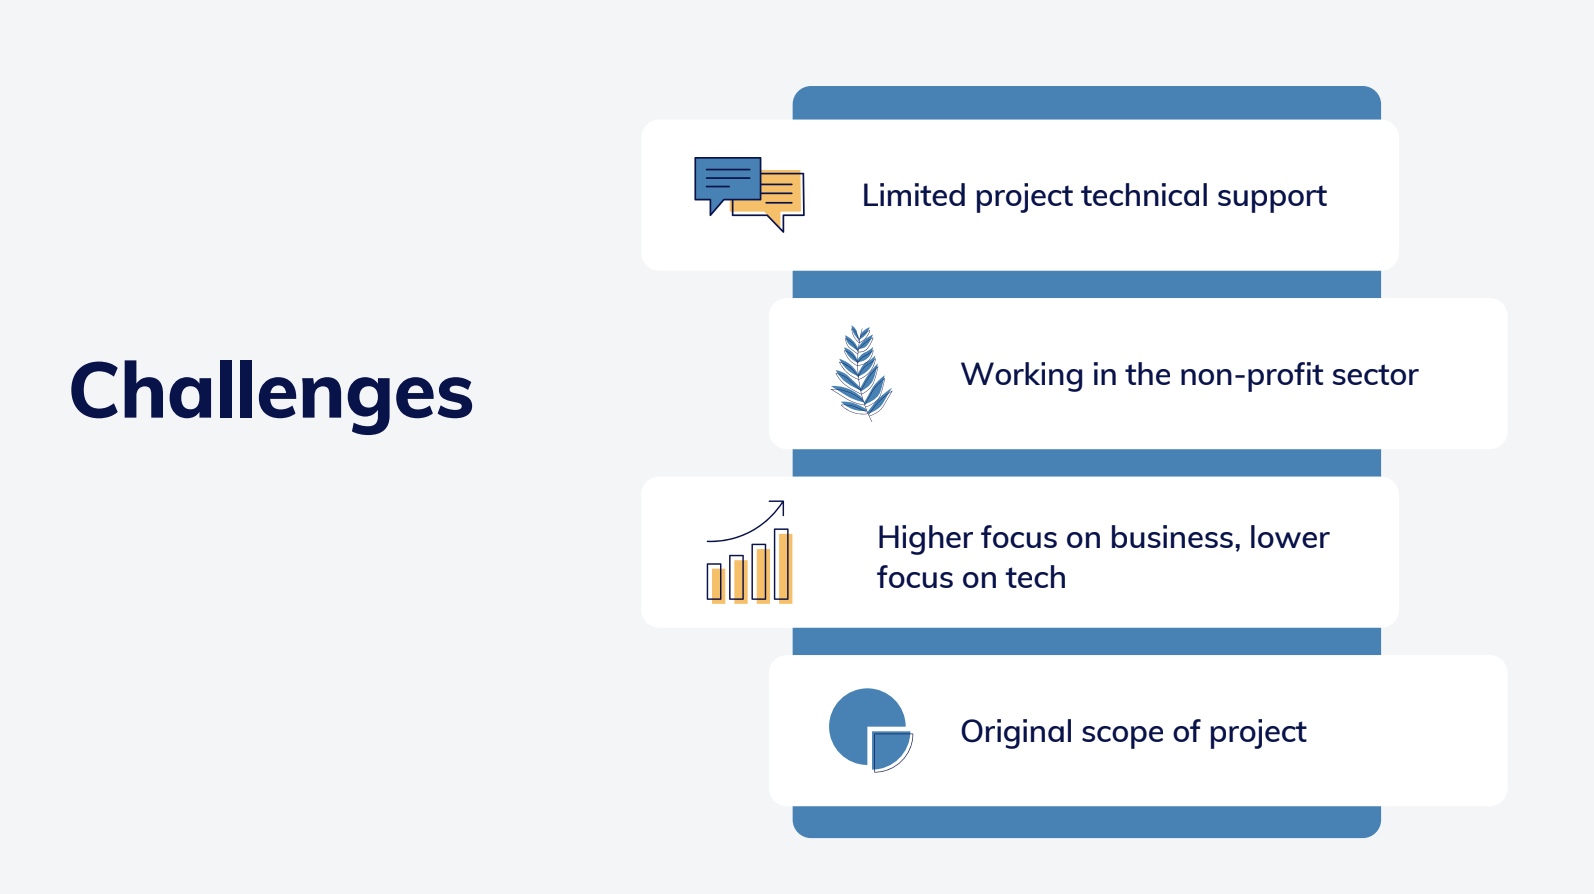 Challenges
Limited project technical support
Working in the non-profit sector
Higher focus on business, lower
focus on tech
Original scope of project